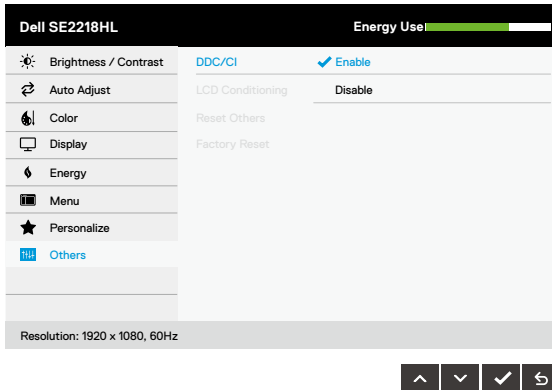 Dell SE2218HL Energy Use
Brightness / Contrast DDC/CI Enable
Auto Adjust LCD Conditioning Disable
Color Reset Others
Display Factory Reset
Energy
Menu
Personalize
Others
Resolution: 1920 x 1080, 60Hz